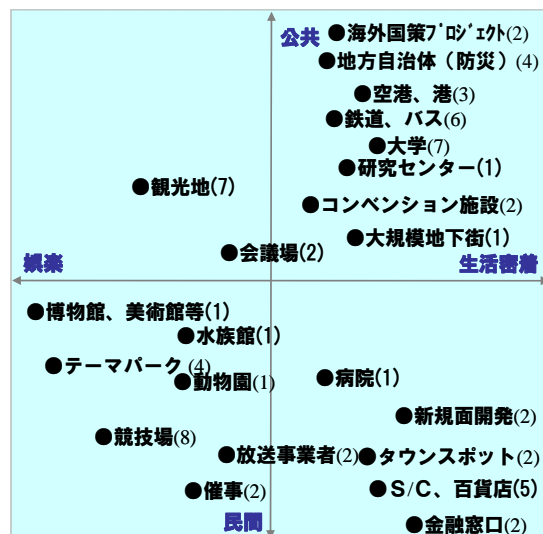 公共
●海外国策ﾌﾟﾛｼﾞｪｸﾄ(2)
●地方自治体（防災）(4)
●空港、港(3)
●鉄道、バス(6)
●大学(7)
●研究センター(1)
●観光地(7)
●コンベンション施設(2)
●大規模地下街(1)
●会議場(2)
娯楽
生活密着
●博物館、美術館等(1)
●水族館(1)
●テーマパーク(4)
●動物園(1)
●病院(1)
●新規面開発(2)
●競技場(8)
●放送事業者(2)
●タウンスポット(2)
●催事(2)
●Ｓ/Ｃ、百貨店(5)
民間
●金融窓口(2)